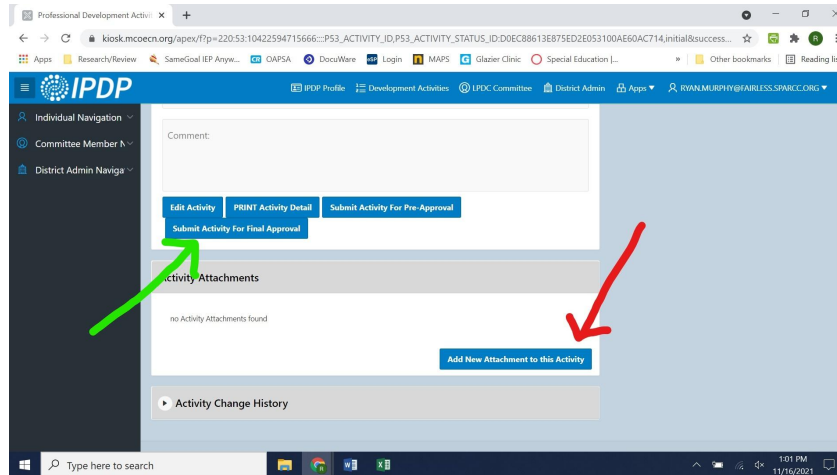 Professional Development Activi
kiosk.mcoecn.org/apex/f?p=220:53:10422594715666::::P53_ACTIVITY_ID,P53_ACTIVITY_STATUS_ID:D0EC88613E875ED2E053100AE60AC714,initial&success...
R
Apps Research/Review SameGoal IEP Anyw... OAPSA DocuWare Login MAPS Glazier Clinic Special Education |... » Other bookmarks Reading lis
IPDP IPDP Profile Development Activities LPDC Committee District Admin Apps RYAN.MURPHY@FAIRLESS.SPARCC.ORG
Individual Navigation
Committee Member N
District Admin Naviga
Comment:
Edit Activity PRINT Activity Detail Submit Activity For Pre-Approval
Submit Activity For Final Approval
Activity Attachments
no Activity Attachments found
Add New Attachment to this Activity
Activity Change History
Type here to search
1:01 PM
11/16/2021